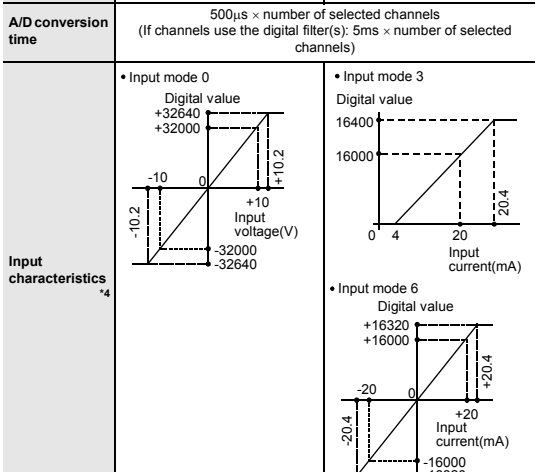 A/D conversion time
500μs × number of selected channels
(If channels use the digital filter(s): 5ms × number of selected
channels)
Input characteristics *4
• Input mode 0
Digital value
+32640
+32000
-10
0
+10
+10.2
-10.2
Input
voltage(V)
-32000
-32640
• Input mode 3
Digital value
16400
16000
20.4
0 4 20
Input
current(mA)
• Input mode 6
Digital value
+16320
+16000
-20
0
+20
+20.4
-20.4
Input
current(mA)
-16000